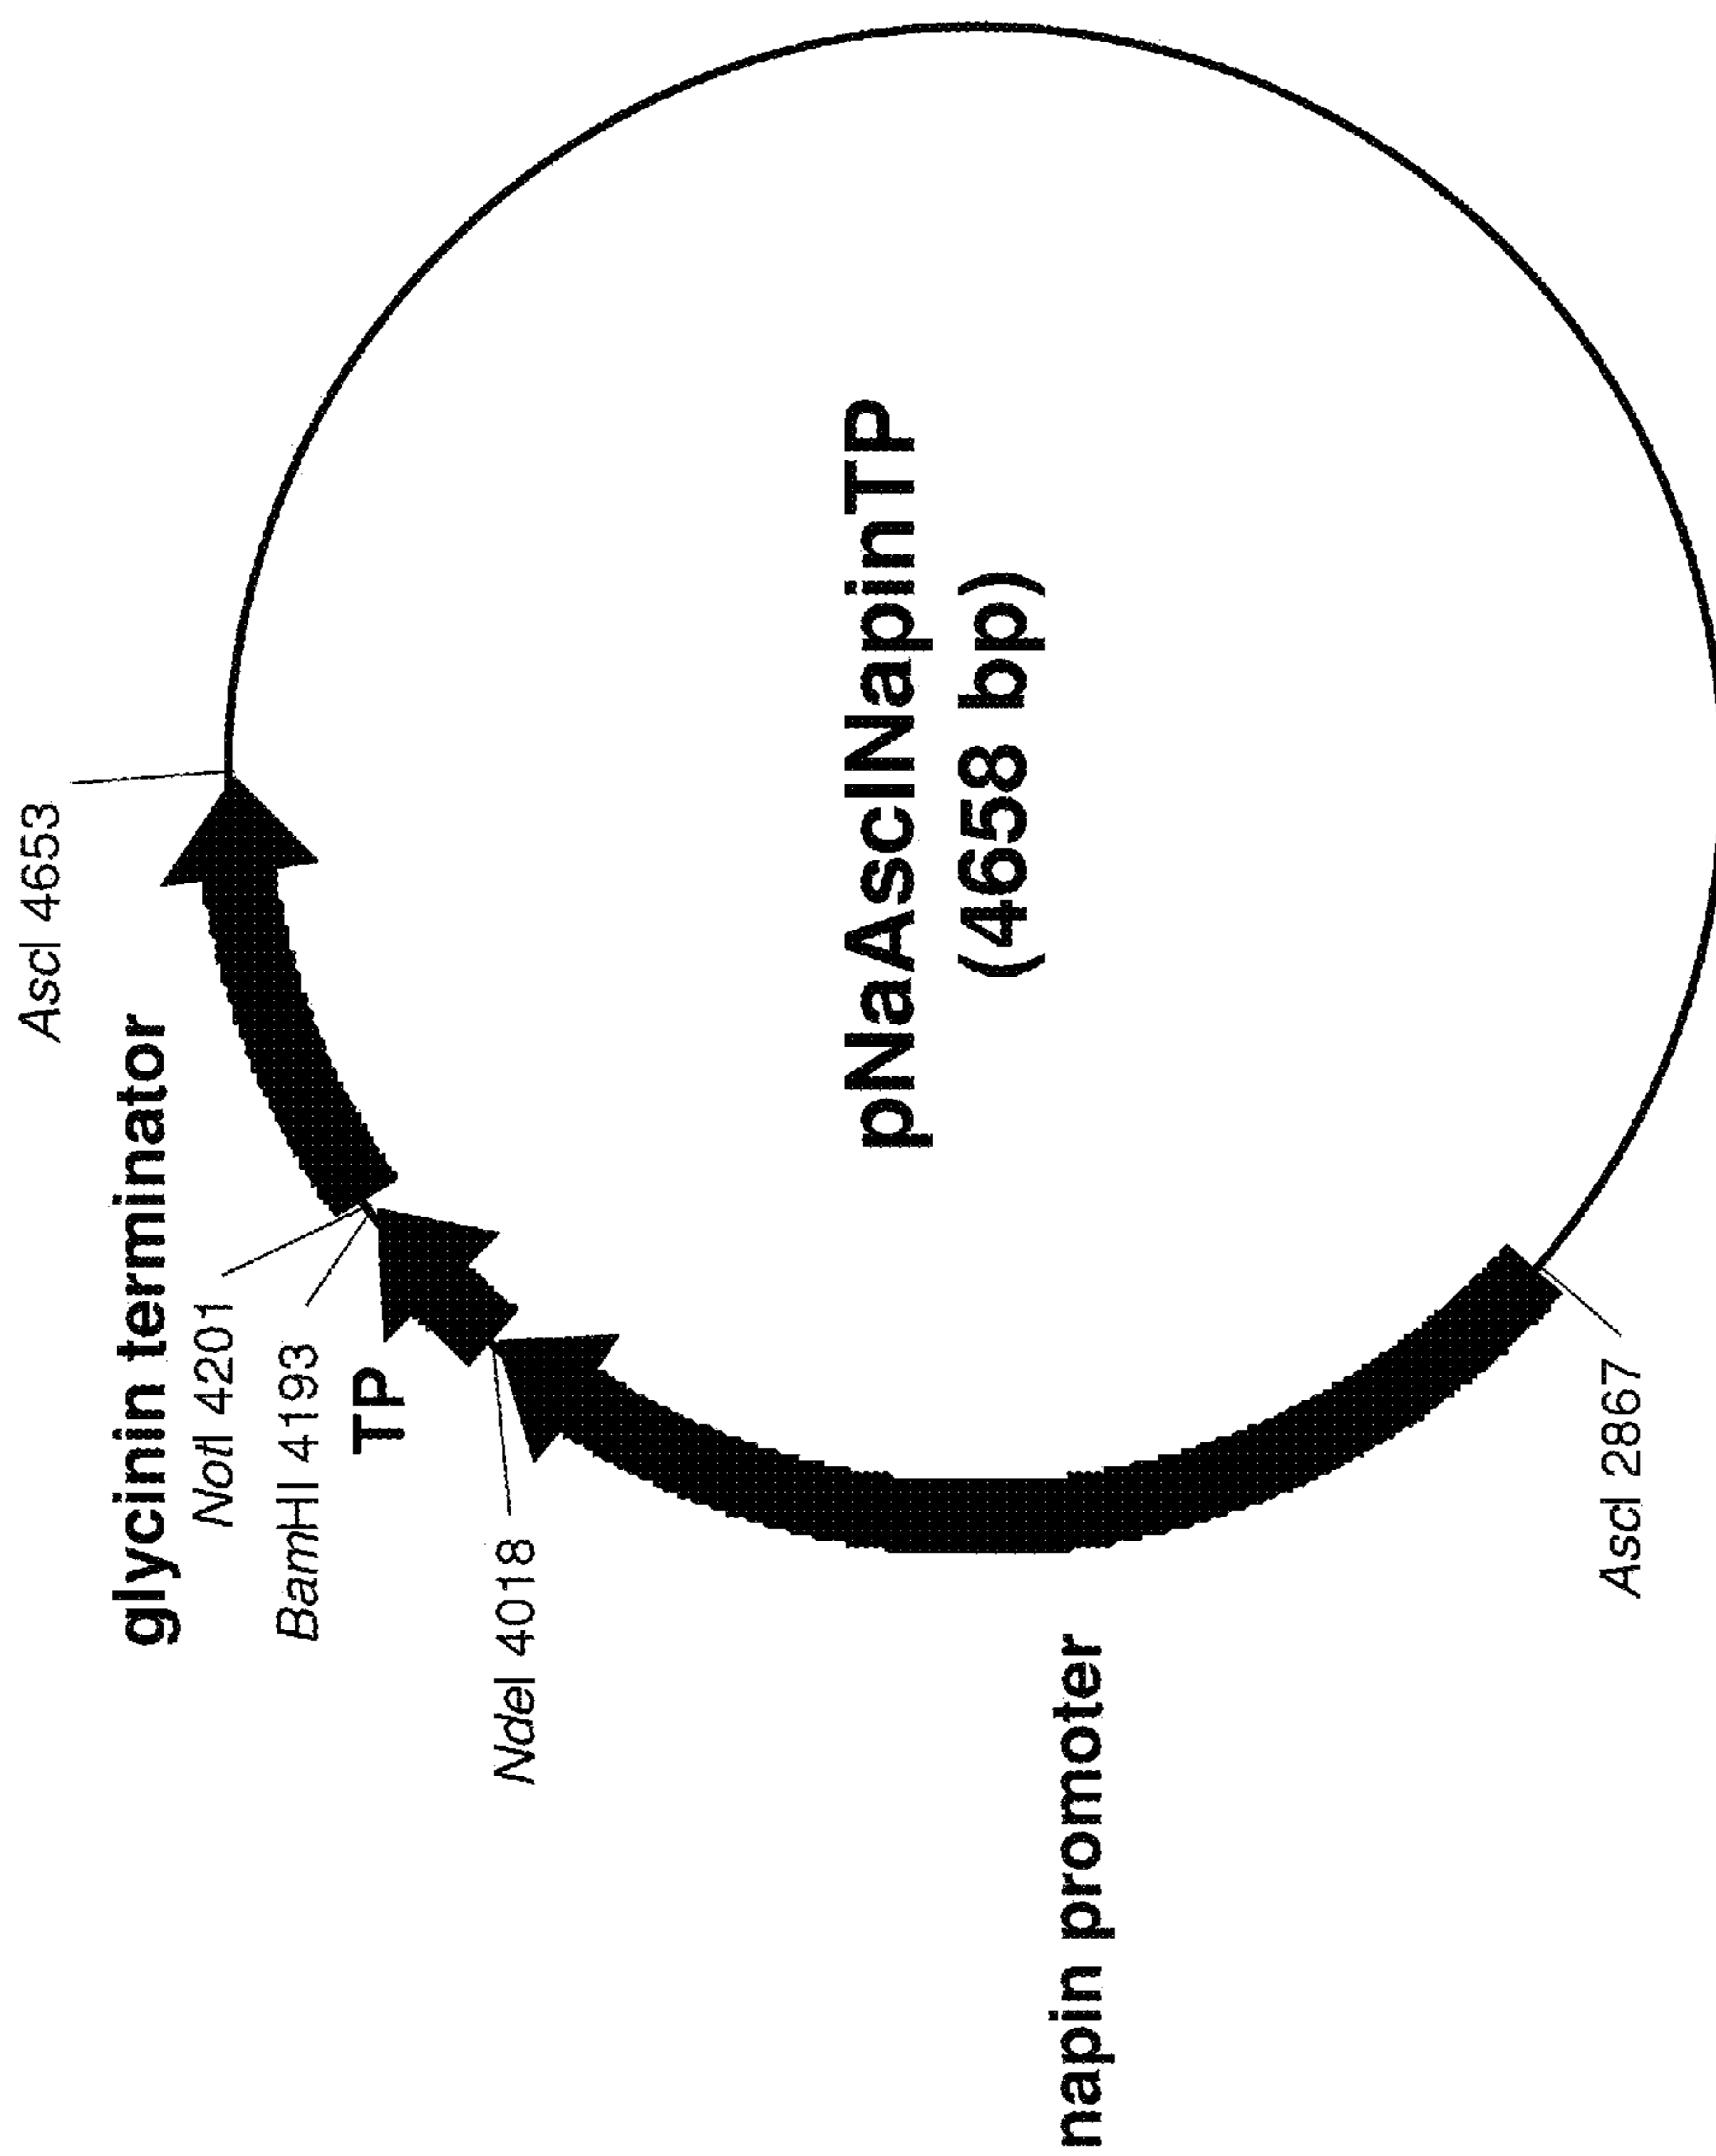 AscI 4653
glycinin terminator
NotI 4201
BamHI 4193
TP
NdeI 4018
pNaAscINapinTP
(4658 bp)
napin promoter
AscI 2867